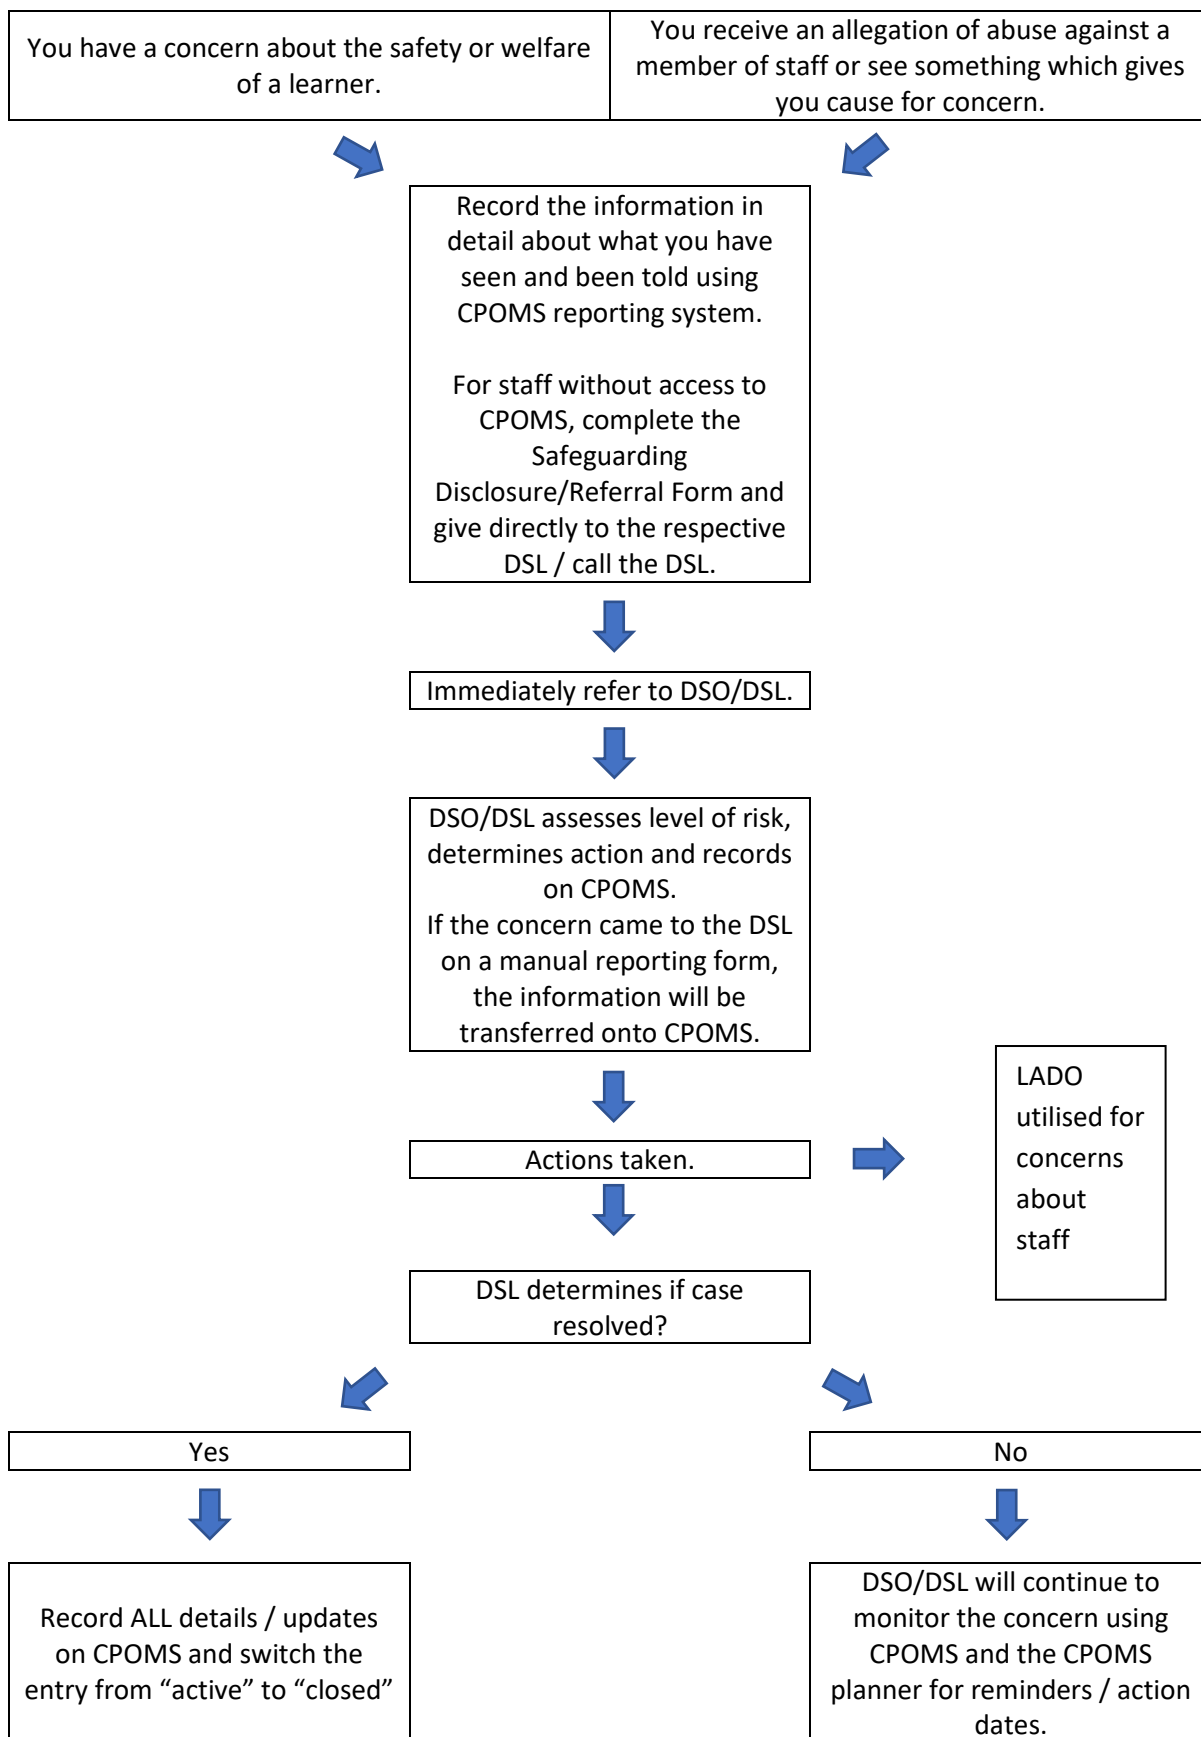 You have a concern about the safety or welfare
of a learner.
You receive an allegation of abuse against a
member of staff or see something which gives
you cause for concern.
Record the information in
detail about what you have
seen and been told using
CPOMS reporting system.
For staff without access to
CPOMS, complete the
Safeguarding
Disclosure/Referral Form and
give directly to the respective
DSL / call the DSL.
Immediately refer to DSO/DSL.
DSO/DSL assesses level of risk,
determines action and records
on CPOMS.
If the concern came to the DSL
on a manual reporting form,
the information will be
transferred onto CPOMS.
Actions taken.
LADO
utilised for
concerns
about
staff
DSL determines if case
resolved?
Yes
No
Record ALL details / updates
on CPOMS and switch the
entry from “active” to “closed”
DSO/DSL will continue to
monitor the concern using
CPOMS and the CPOMS
planner for reminders / action
dates.